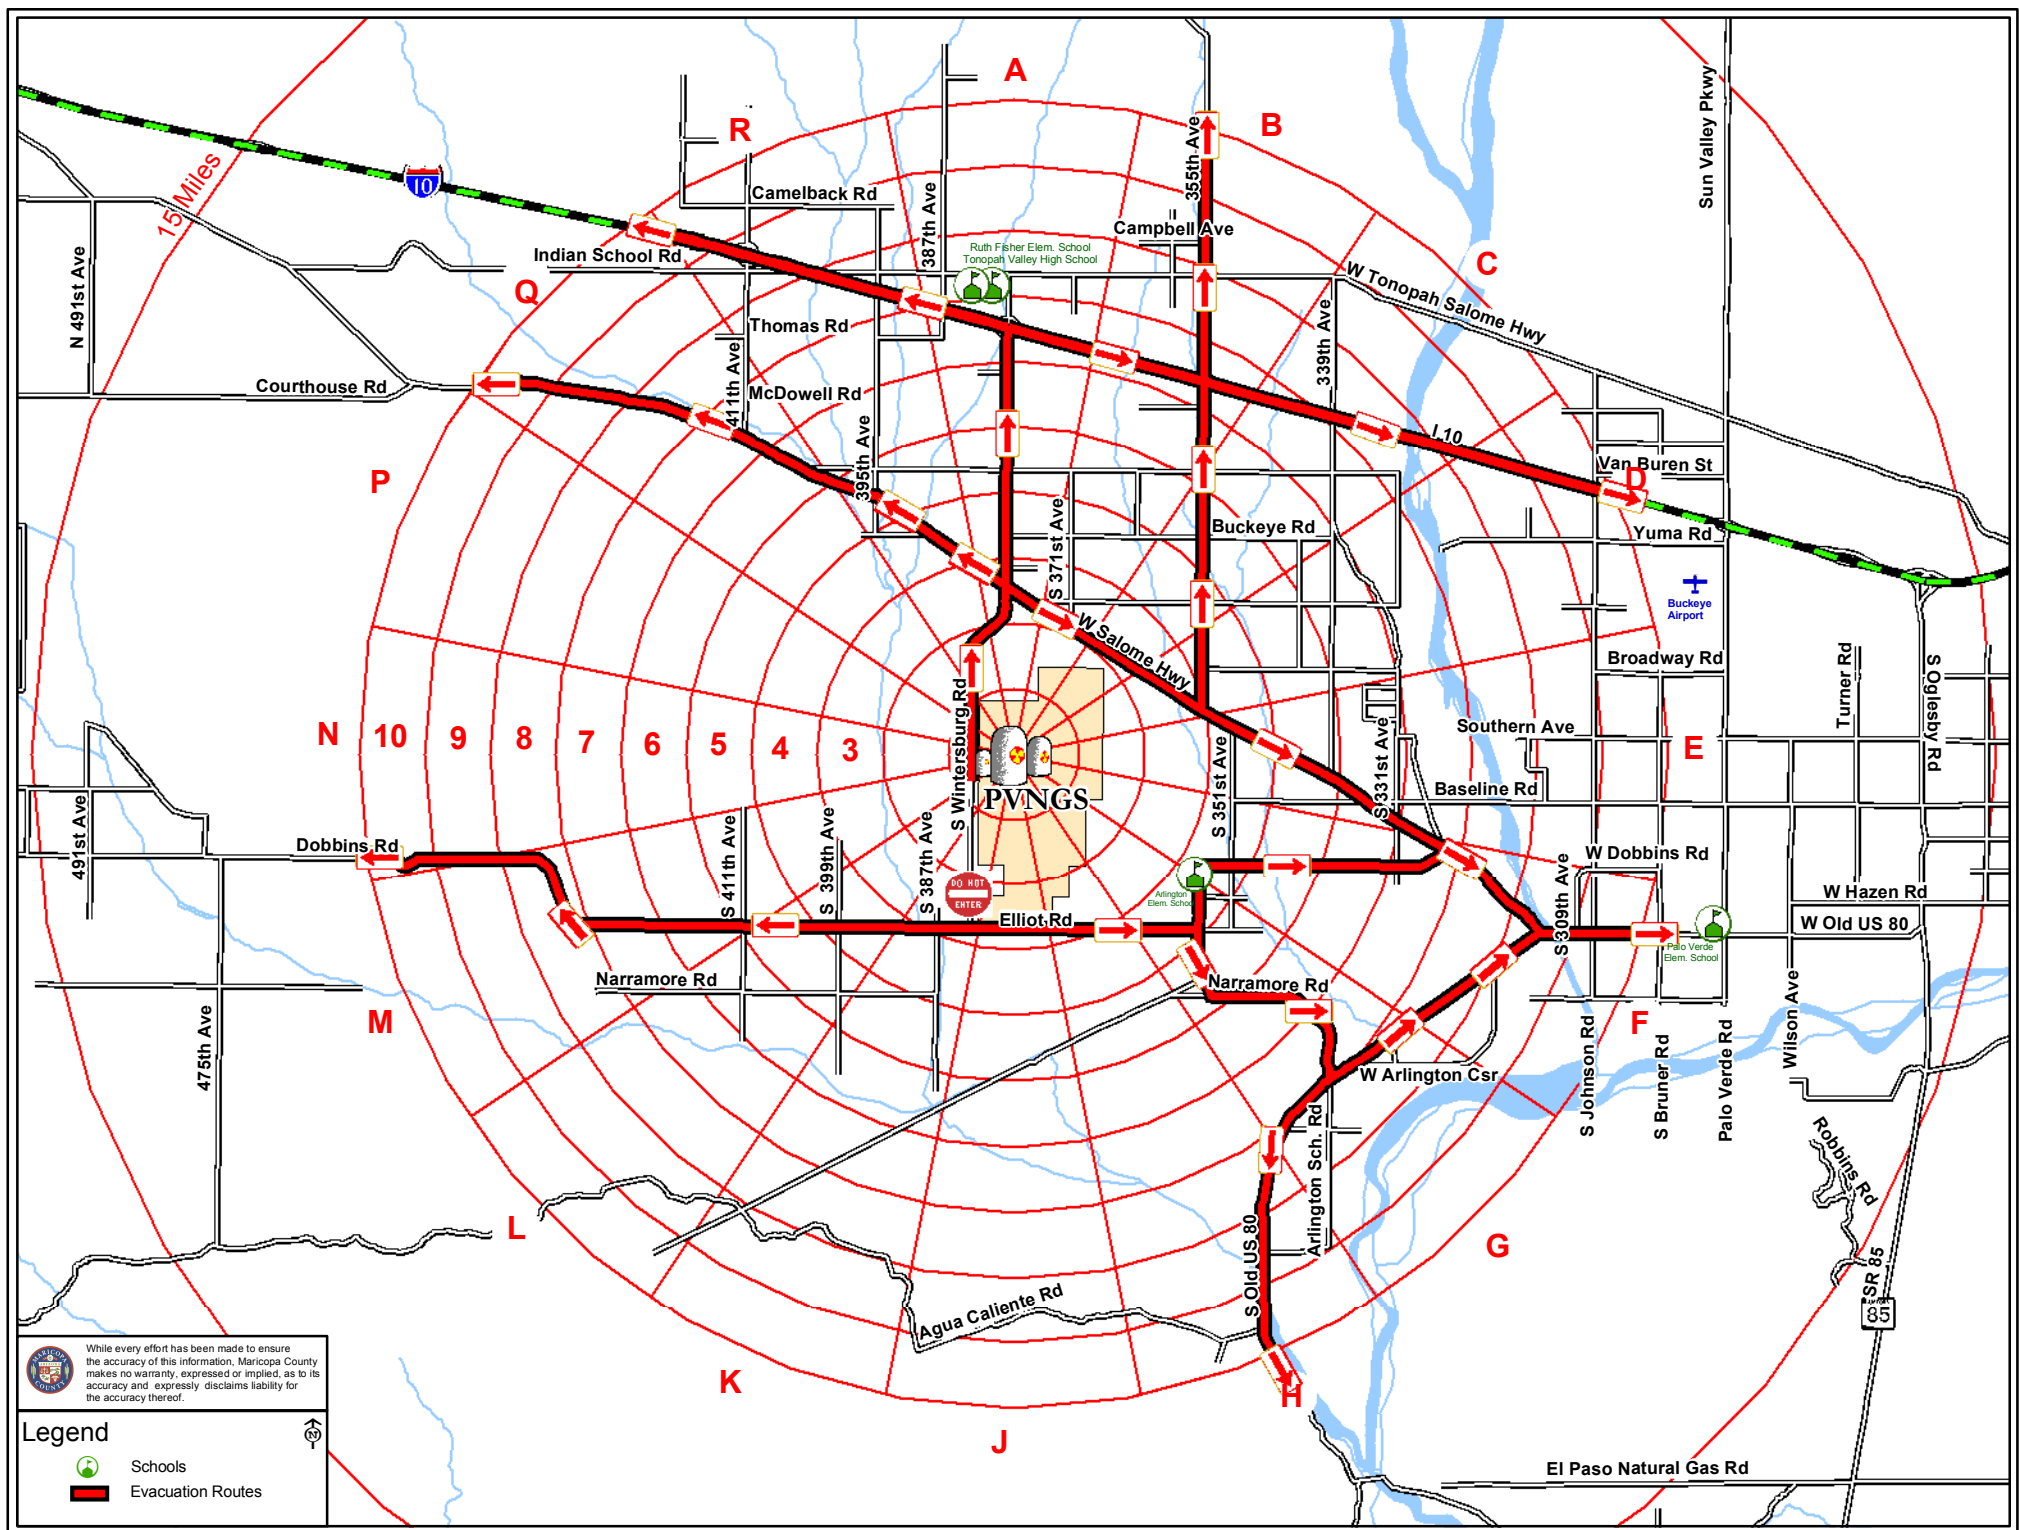 A
B
R
C
Q
P
D
N
10
9
8
7
6
5
4
3
E
M
F
L
G
K
H
J
15 Miles
10
Camelback Rd
387th Ave
355th Ave
Campbell Ave
Sun Valley Pkwy
Indian School Rd
Ruth Fisher Elem. School
Tonopah Valley High School
W Tonopah Salome Hwy
N 491st Ave
Thomas Rd
339th Ave
Courthouse Rd
411th Ave
McDowell Rd
I 10
395th Ave
Van Buren St
S 371st Ave
Buckeye Rd
Yuma Rd
Buckeye
Airport
W Salome Hwy
Broadway Rd
Turner Rd
S Oglesby Rd
S Wintersburg Rd
Southern Ave
S 331st Ave
S 351st Ave
PVNGS
Baseline Rd
491st Ave
Dobbins Rd
S 411th Ave
S 399th Ave
S 387th Ave
W Dobbins Rd
DO NOT
ENTER
Arlington
Elem. School
W Hazen Rd
Elliot Rd
S 309th Ave
W Old US 80
Palo Verde
Elem. School
Narramore Rd
Narramore Rd
475th Ave
W Arlington Csr
S Johnson Rd
S Bruner Rd
Palo Verde Rd
Wilson Ave
Arlington Sch. Rd
Robbins Rd
S Old US 80
SR 85
85
Agua Caliente Rd
El Paso Natural Gas Rd
MARICOPA
COUNTY
While every effort has been made to ensure
the accuracy of this information, Maricopa County
makes no warranty, expressed or implied, as to its
accuracy and expressly disclaims liability for
the accuracy thereof.
Legend
N
Schools
Evacuation Routes